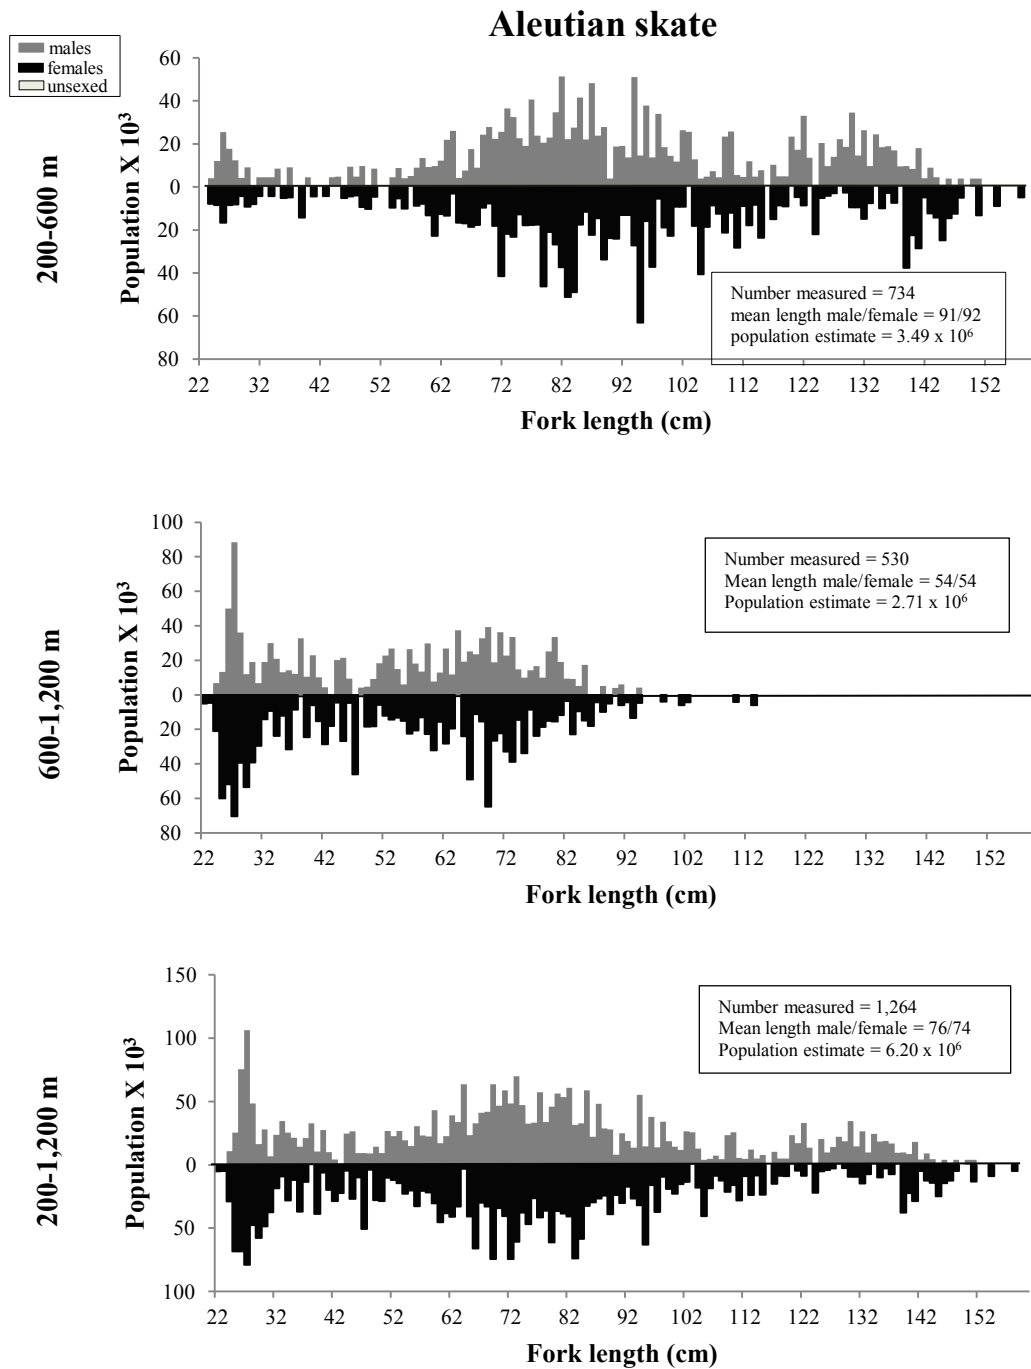 Aleutian skate
males
females
unsexed
200-600 m
Population X 10³
60
40
20
0
20
40
60
80
22 32 42 52 62 72 82 92 102 112 122 132 142 152
Fork length (cm)
Number measured = 734
mean length male/female = 91/92
population estimate = 3.49 x 10⁶
600-1,200 m
Population X 10³
100
80
60
40
20
0
20
40
60
80
22 32 42 52 62 72 82 92 102 112 122 132 142 152
Fork length (cm)
Number measured = 530
Mean length male/female = 54/54
Population estimate = 2.71 x 10⁶
200-1,200 m
Population X 10³
150
100
50
0
50
100
22 32 42 52 62 72 82 92 102 112 122 132 142 152
Fork length (cm)
Number measured = 1,264
Mean length male/female = 76/74
Population estimate = 6.20 x 10⁶